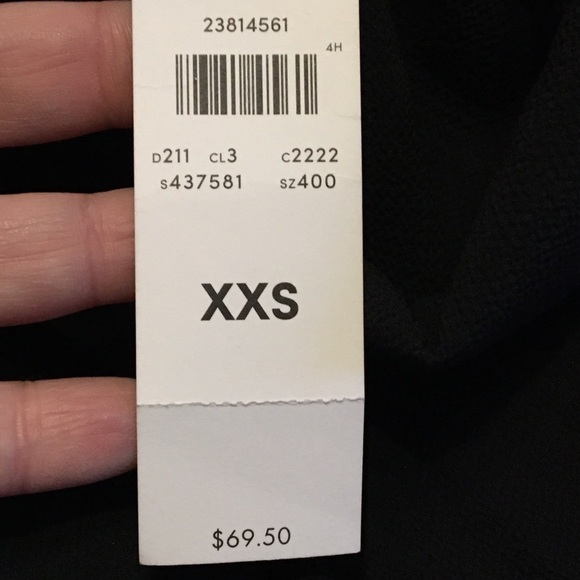 23814561
4H
D211 CL3 C2222
S437581 SZ400
XXS
$69.50